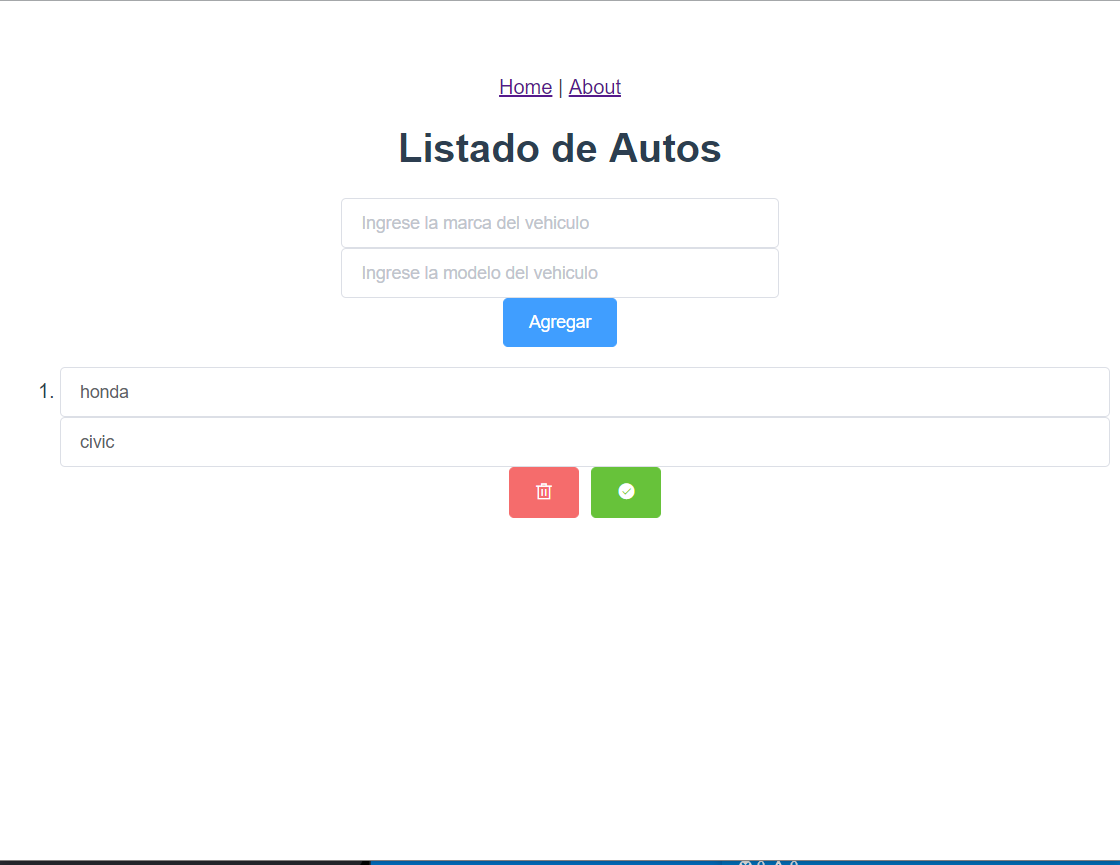 Home | About
Listado de Autos
Ingrese la marca del vehiculo
Ingrese la modelo del vehiculo
Agregar
1. honda
civic